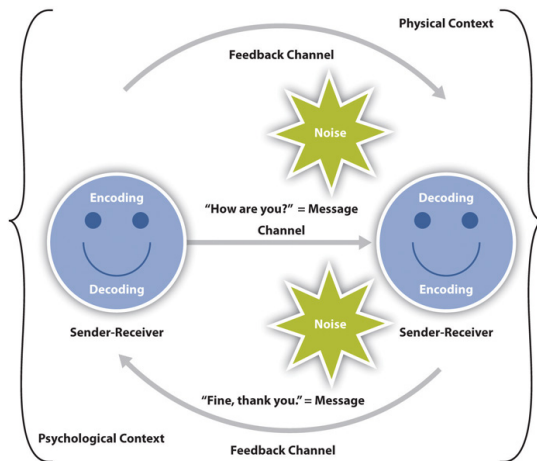 Physical Context
Feedback Channel
Noise
Encoding
Decoding
"How are you?" = Message
Channel
Decoding
Encoding
Noise
Sender-Receiver
Sender-Receiver
"Fine, thank you." = Message
Psychological Context
Feedback Channel